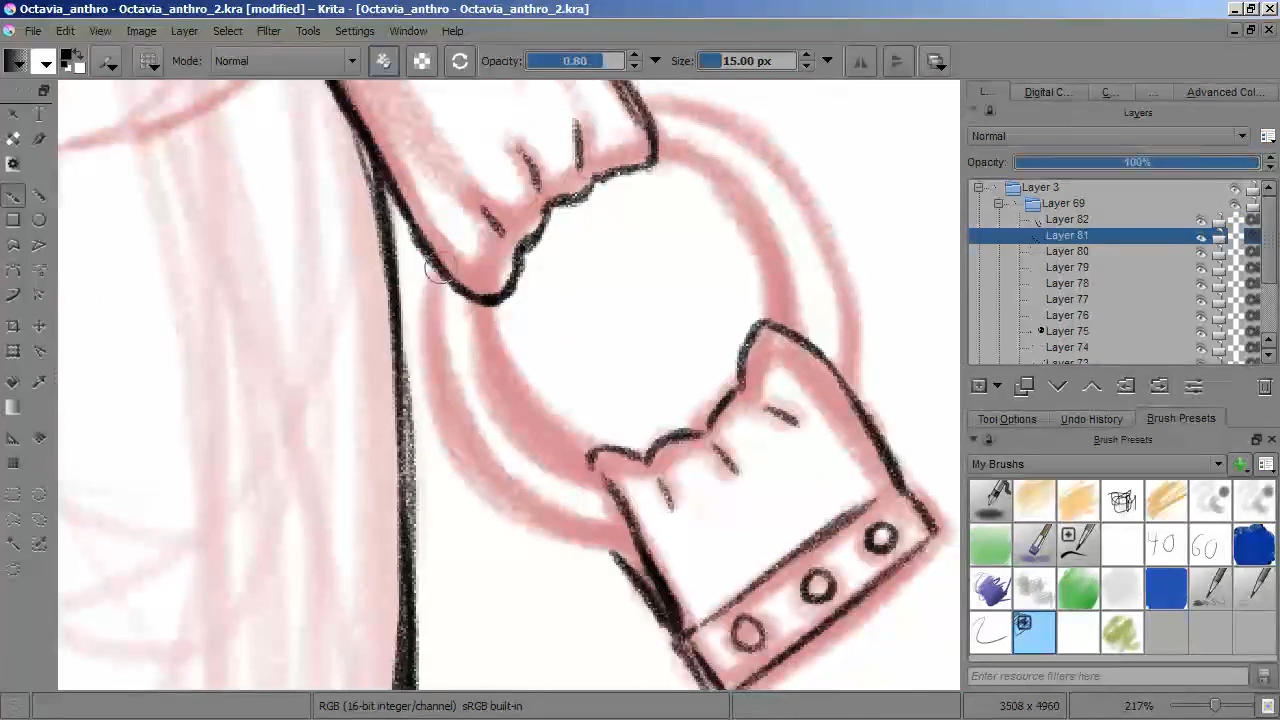 Octavia_anthro_2.kra [modified] – Krita - [Octavia_anthro - Octavia_anthro_2.kra]
File Edit View Image Layer Select Filter Tools Settings Window Help
Mode: Normal Opacity: 0.80 Size: 15.00 px
L... Digital C... C... ... Advanced Col...
Layers
Normal
Opacity: 100%
Layer 3
Layer 69
Layer 82
Layer 81
Layer 80
Layer 79
Layer 78
Layer 77
Layer 76
Layer 75
Layer 74
Tool Options Undo History Brush Presets
Brush Presets
My Brushes
40 60
Enter resource filters here
RGB (16-bit integer/channel) sRGB built-in 3508 x 4960 217%